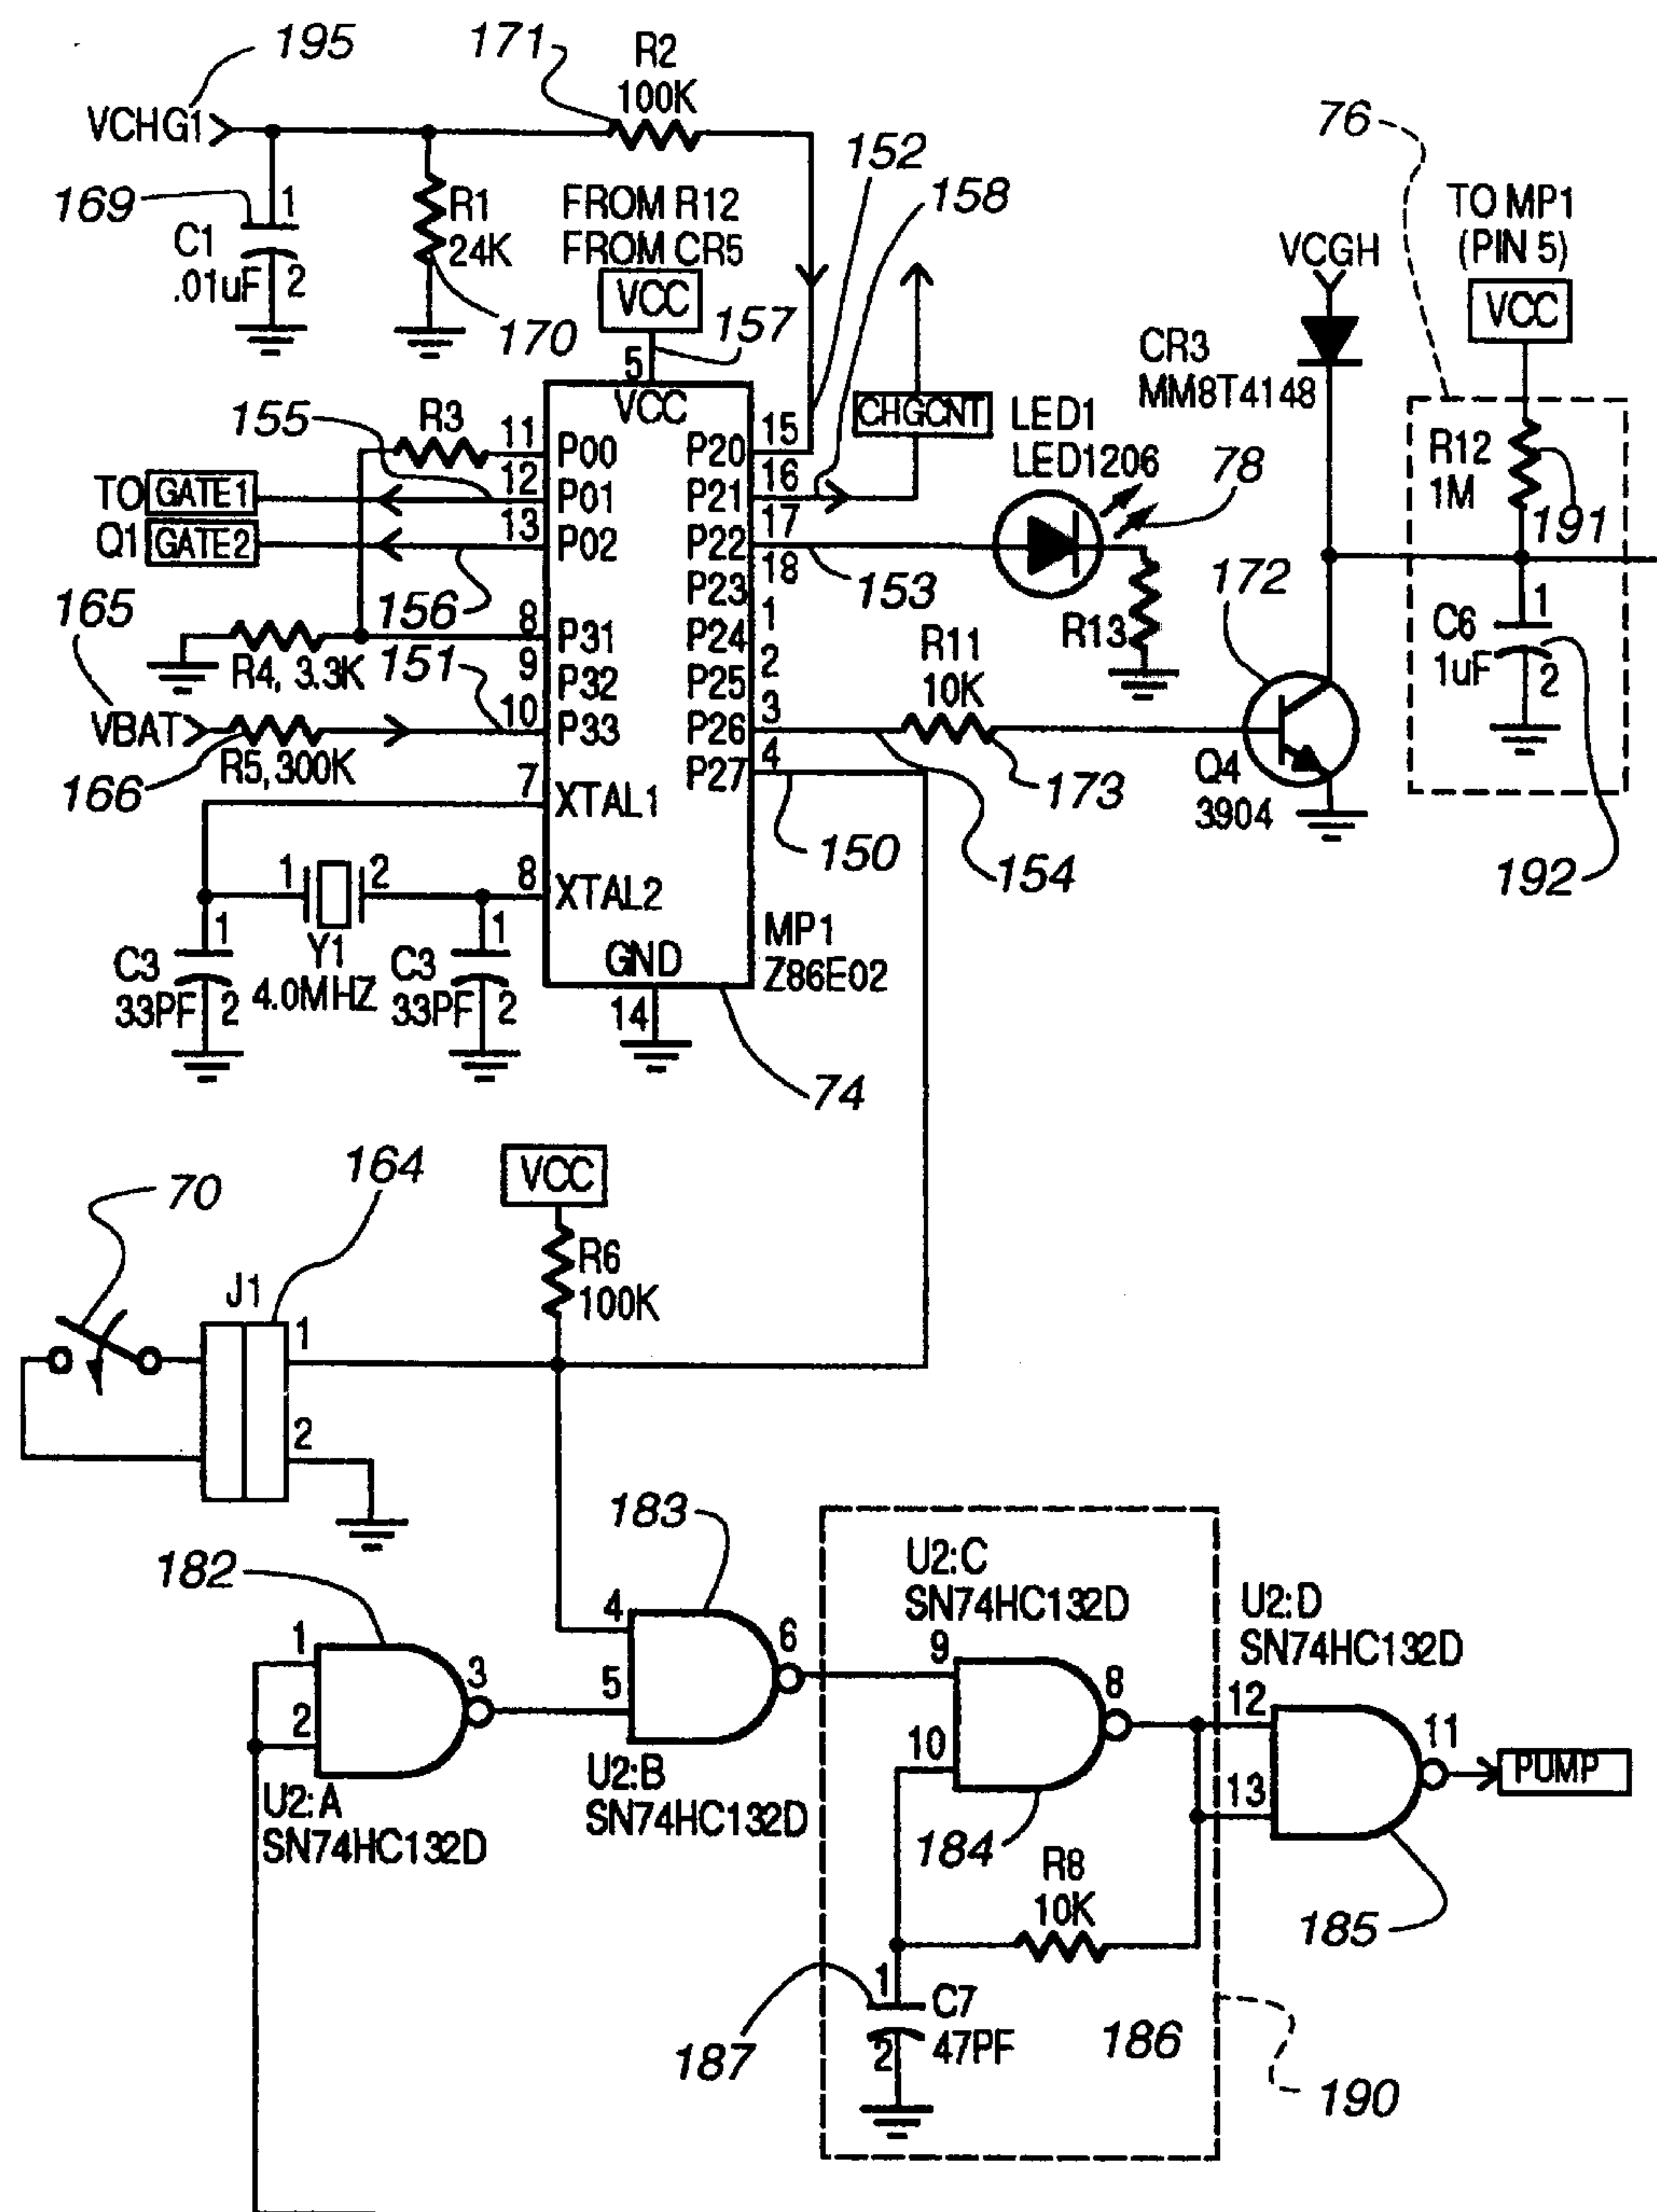 195
171
R2
100K
VCHG1
76
152
158
169
1
C1
.01uF
2
R1
24K
170
FROM R12
FROM CR5
VCC
157
5
VCGH
TO MP1
(PIN 5)
VCC
CR3
MM8T4148
155
R3
11
12
13
VCC
P00
P01
P02
P20
P21
P22
15
16
17
CHGCNT
LED1
LED1206
78
R12
1M
191
TO GATE1
Q1 GATE2
156
153
172
165
8
9
10
P31
P32
P33
P23
P24
P25
P26
P27
18
1
2
3
4
R13
R4, 3.3K
151
VBAT
R5, 300K
166
R11
10K
173
C6
1uF
1
2
Q4
3904
192
7
XTAL1
150
154
1
2
8
XTAL2
1
Y1
4.0MHZ
1
C3
33PF
2
C3
33PF
2
GND
14
MP1
Z86E02
74
70
164
VCC
R6
100K
J1
1
2
182
183
U2:C
SN74HC132D
U2:D
SN74HC132D
1
2
3
4
5
6
9
10
8
12
13
11
PUMP
U2:A
SN74HC132D
U2:B
SN74HC132D
184
R8
10K
185
1
C7
47PF
2
187
186
190